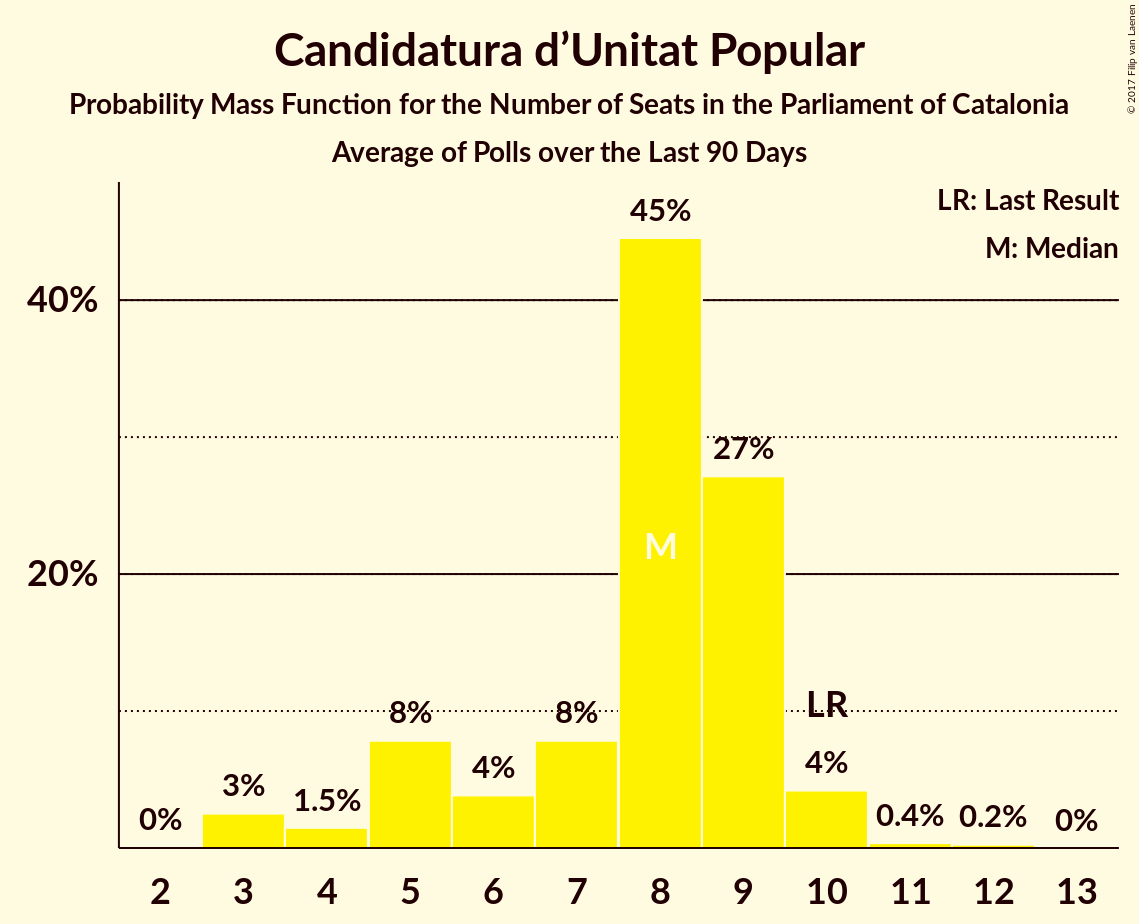 Candidatura d’Unitat Popular
Probability Mass Function for the Number of Seats in the Parliament of Catalonia
Average of Polls over the Last 90 Days
© 2017 Filip van Laenen
LR: Last Result
M: Median
40%
20%
0%
3%
1.5%
8%
4%
8%
45%
M
27%
LR
4%
0.4%
0.2%
0%
2 3 4 5 6 7 8 9 10 11 12 13